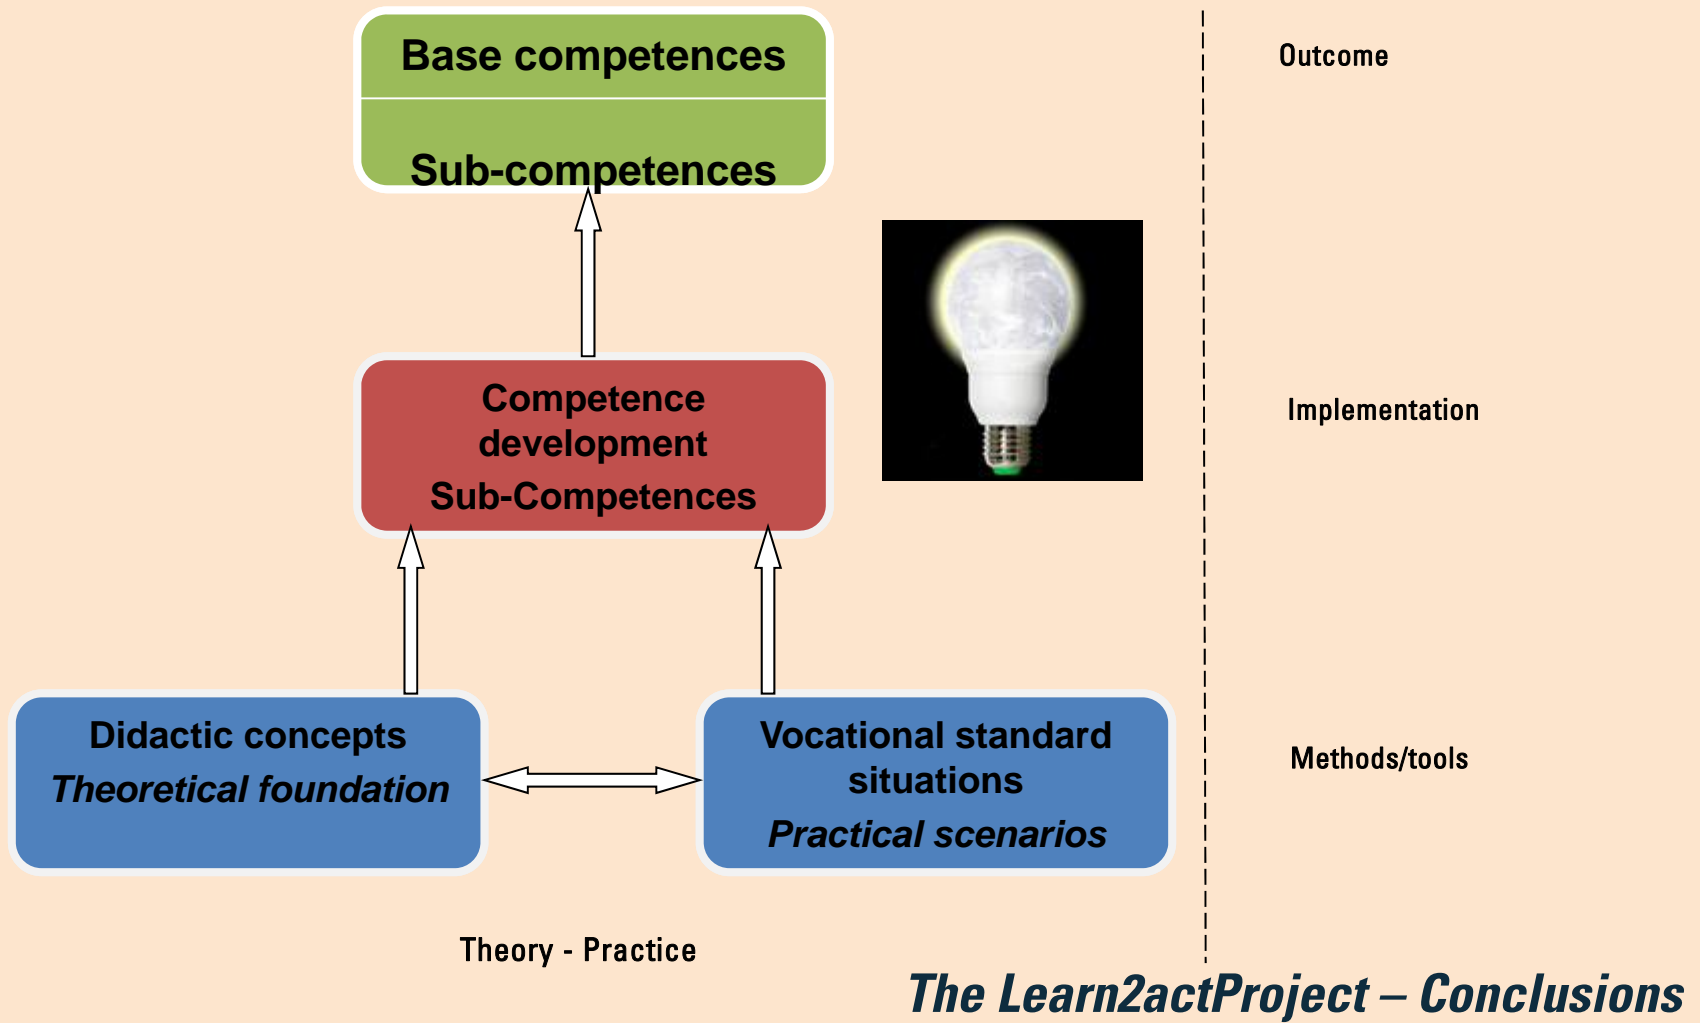 Base competences
Outcome
Sub-competences
Competence
development
Sub-Competences
Implementation
Didactic concepts
Theoretical foundation
Vocational standard
situations
Practical scenarios
Methods/tools
Theory - Practice
The Learn2actProject – Conclusions